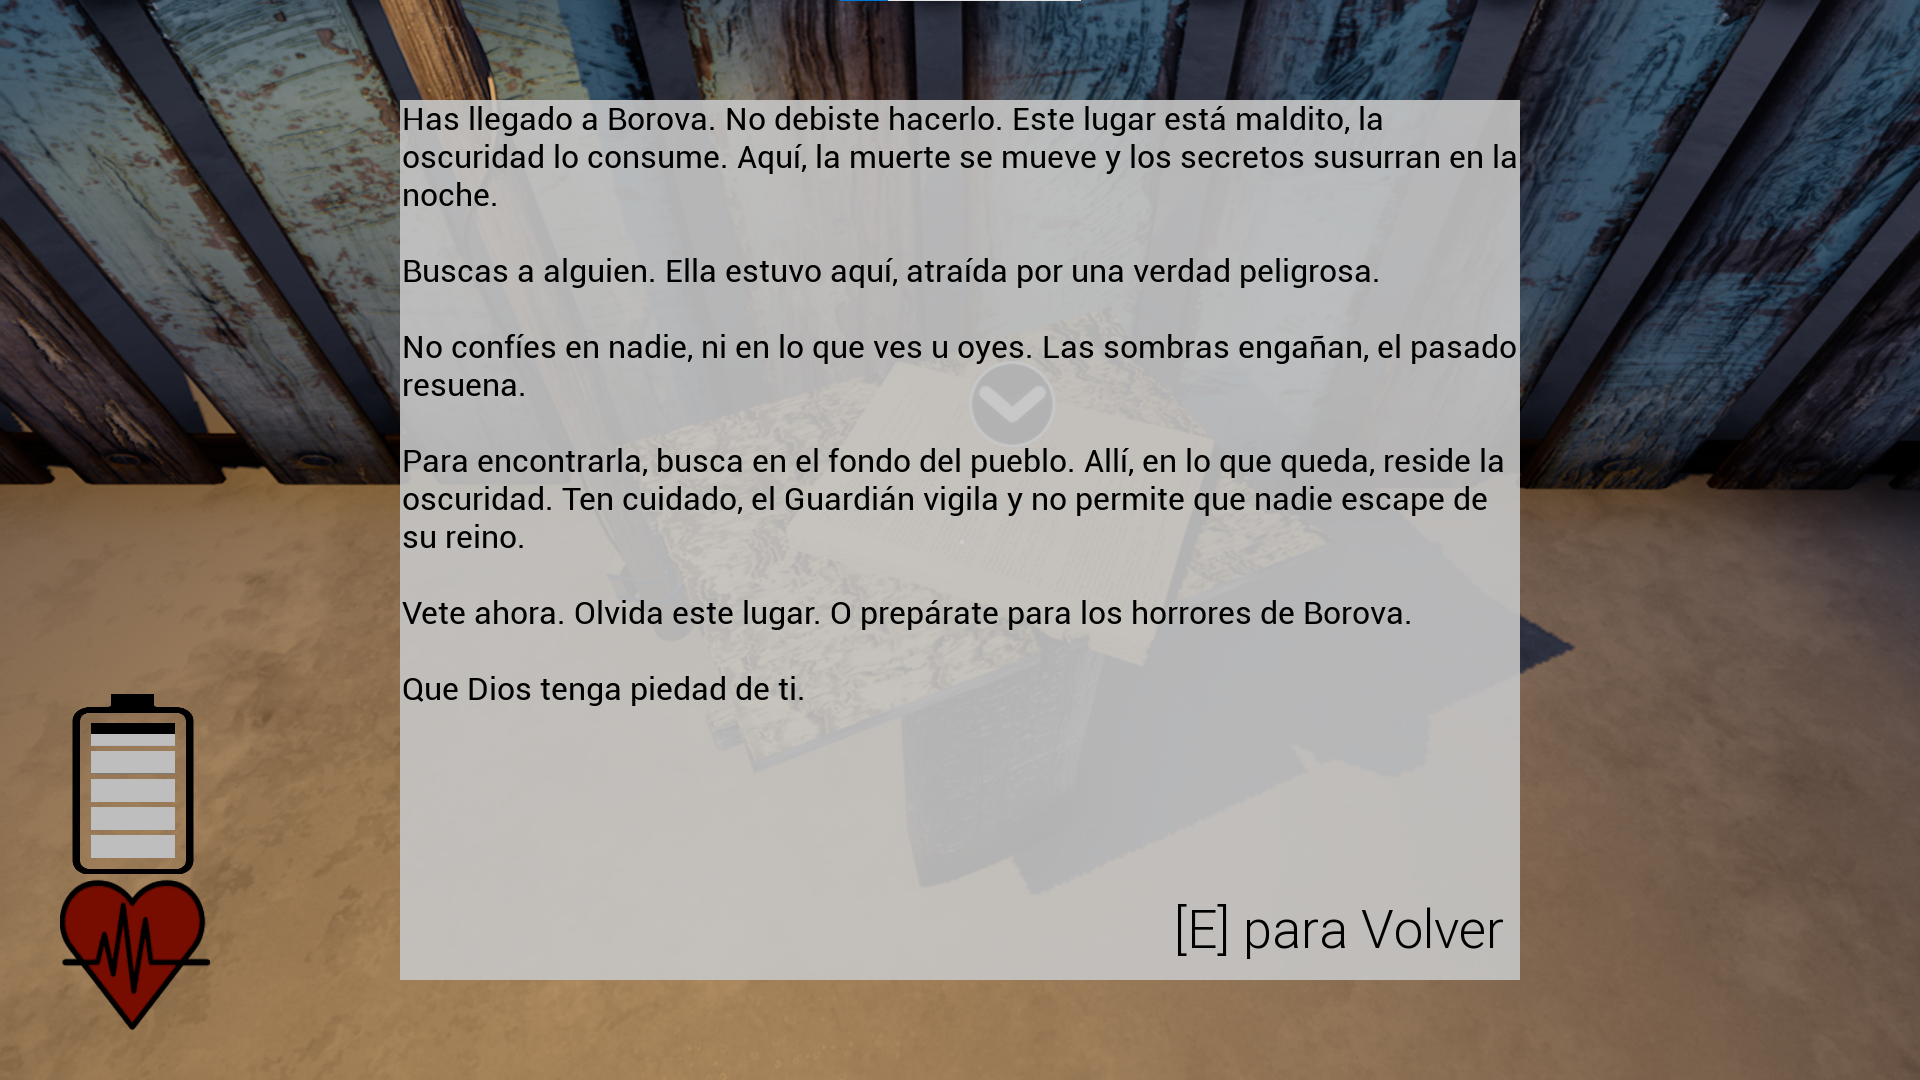 Has llegado a Borova. No debiste hacerlo. Este lugar está maldito, la
oscuridad lo consume. Aquí, la muerte se mueve y los secretos susurran en la
noche.
Buscas a alguien. Ella estuvo aquí, atraída por una verdad peligrosa.
No confíes en nadie, ni en lo que ves u oyes. Las sombras engañan, el pasado
resuena.
Para encontrarla, busca en el fondo del pueblo. Allí, en lo que queda, reside la
oscuridad. Ten cuidado, el Guardián vigila y no permite que nadie escape de
su reino.
Vete ahora. Olvida este lugar. O prepárate para los horrores de Borova.
Que Dios tenga piedad de ti.
[E] para Volver